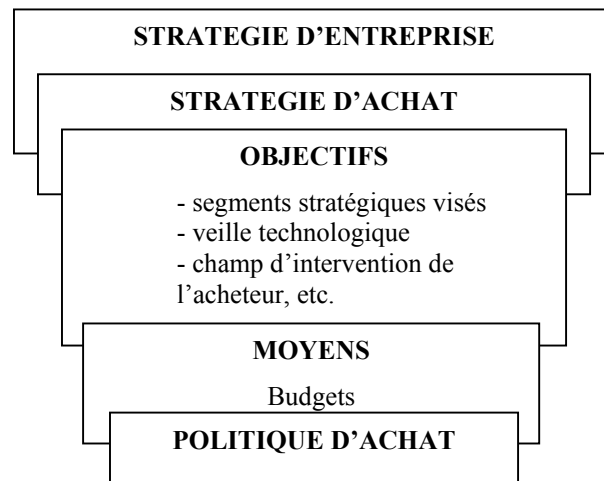 STRATEGIE D’ENTREPRISE
STRATEGIE D’ACHAT
OBJECTIFS
- segments stratégiques visés
- veille technologique
- champ d’intervention de
l’acheteur, etc.
MOYENS
Budgets
POLITIQUE D’ACHAT